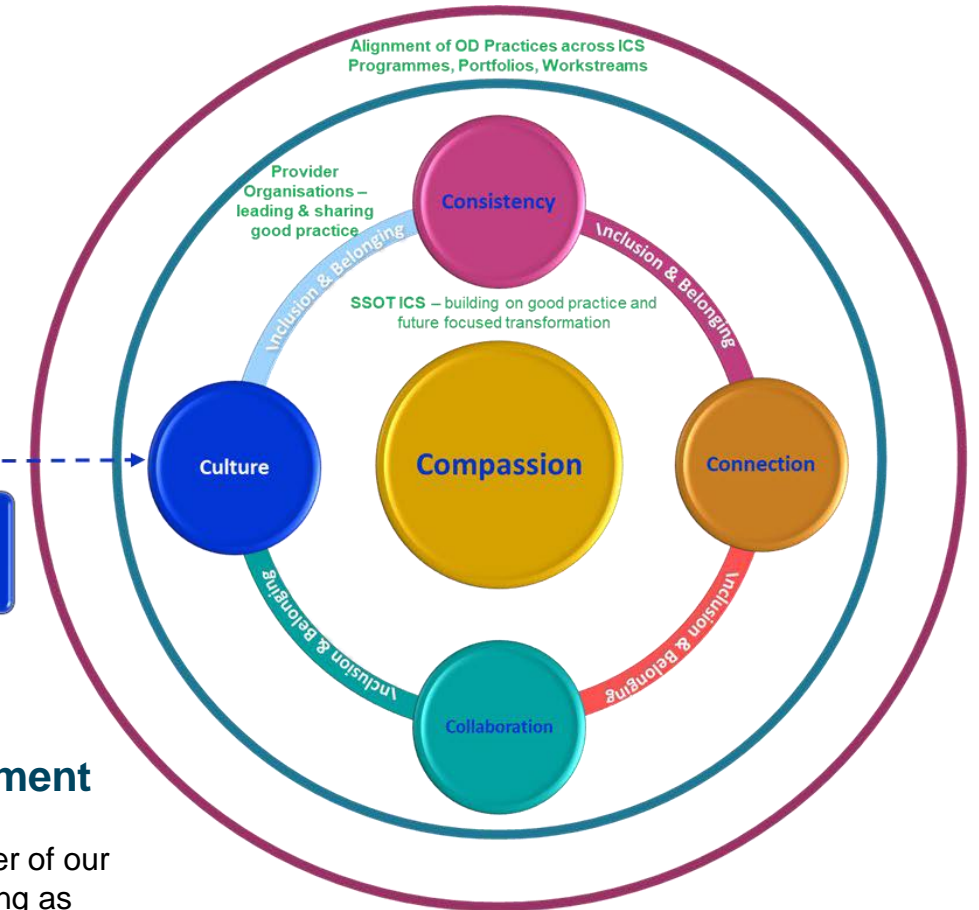 Alignment of OD Practices across ICS
Programmes, Portfolios, Workstreams
Provider
Organisations –
leading & sharing
good practice
Consistency
Inclusion & Belonging
Inclusion & Belonging
SSOT ICS – building on good practice and
future focused transformation
Culture
Compassion
Connection
Inclusion & Belonging
Inclusion & Belonging
Collaboration
ment
er of our
ng as